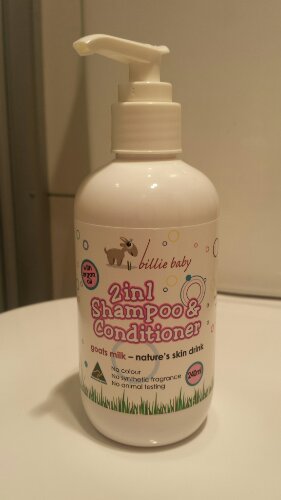 billie baby
with
argan
oil
2in1
Shampoo &
Conditioner
goats milk – nature's skin drink
No colour
No synthetic fragrance
No animal testing
240ml